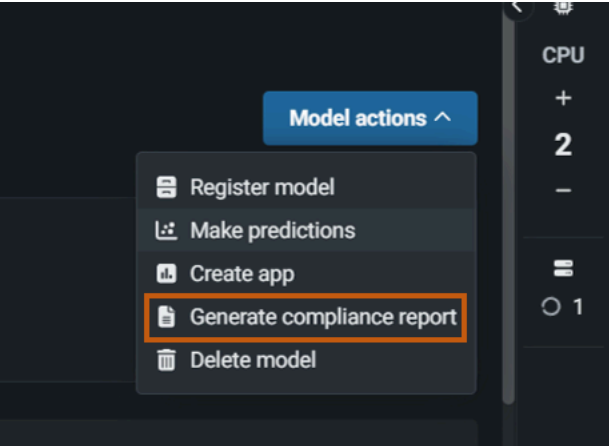 CPU
+
Model actions
2
Register model
−
Make predictions
Create app
Generate compliance report
1
Delete model